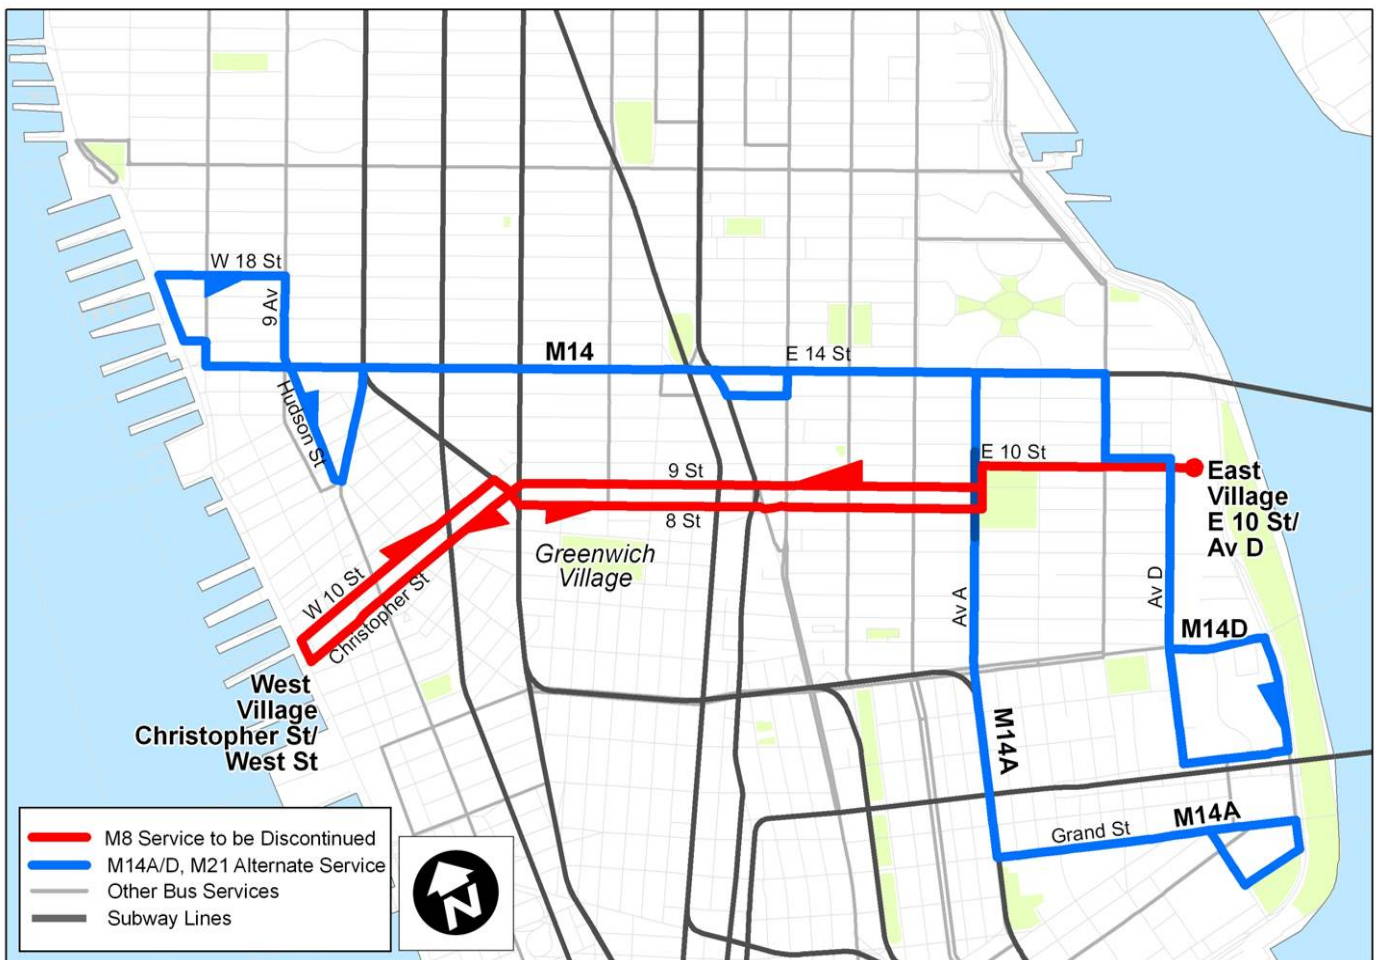 W 18 St
9 Av
M14
E 14 St
Hudson St
E 10 St
9 St
8 St
East
Village
E 10 St/
Av D
Greenwich
Village
W 10 St
Christopher St
Av A
Av D
M14D
West
Village
Christopher St/
West St
M14A
M14A
Grand St
M8 Service to be Discontinued
M14A/D, M21 Alternate Service
Other Bus Services
Subway Lines
N